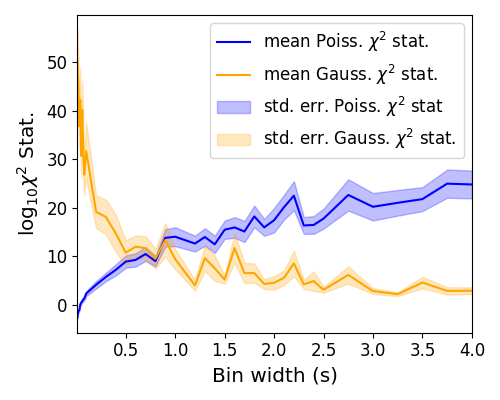 mean Poiss. χ² stat.
mean Gauss. χ² stat.
std. err. Poiss. χ² stat
std. err. Gauss. χ² stat.
log₁₀χ² Stat.
50
40
30
20
10
0
0.5 1.0 1.5 2.0 2.5 3.0 3.5 4.0
Bin width (s)